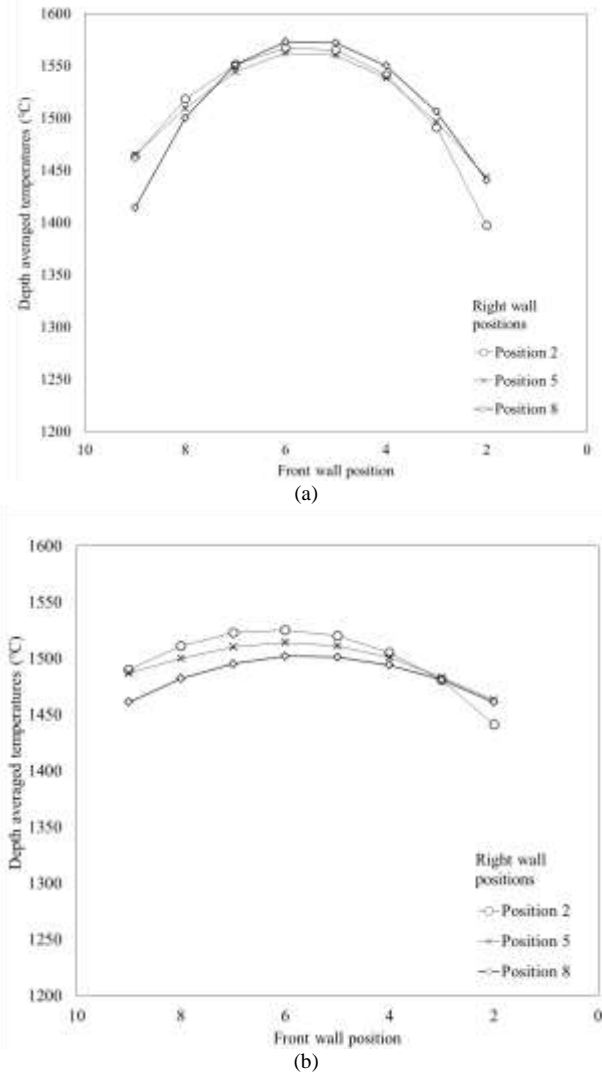 1600
1550
1500
1450
1400
1350
1300
1250
1200
Depth averaged temperatures (°C)
Right wall
positions
Position 2
Position 5
Position 8
10 8 6 4 2 0
Front wall position
(a)
1600
1550
1500
1450
1400
1350
1300
1250
1200
Depth averaged temperatures (°C)
Right wall
positions
Position 2
Position 5
Position 8
10 8 6 4 2 0
Front wall position
(b)